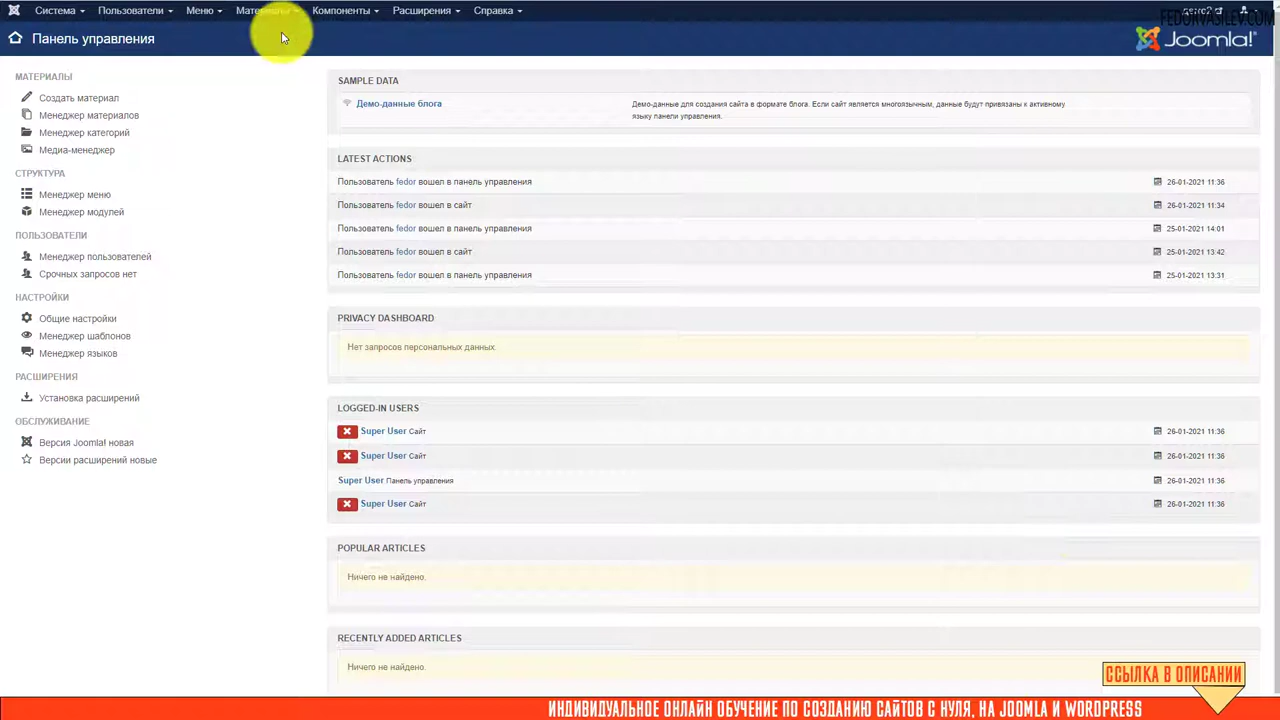 Система Пользователи Меню Материалы Компоненты Расширения Справка
FEDORVASILEV.COM
Панель управления
Joomla!®
МАТЕРИАЛЫ
Создать материал
Менеджер материалов
Менеджер категорий
Медиа-менеджер
СТРУКТУРА
Менеджер меню
Менеджер модулей
ПОЛЬЗОВАТЕЛИ
Менеджер пользователей
Срочных запросов нет
НАСТРОЙКИ
Общие настройки
Менеджер шаблонов
Менеджер языков
РАСШИРЕНИЯ
Установка расширений
ОБСЛУЖИВАНИЕ
Версия Joomla! новая
Версии расширений новые
SAMPLE DATA
Демо-данные блога
Демо-данные для создания сайта в формате блога. Если сайт является многоязычным, данные будут привязаны к активному
языку панели управления.
LATEST ACTIONS
Пользователь fedor вошел в панель управления 26-01-2021 11:36
Пользователь fedor вошел в сайт 26-01-2021 11:34
Пользователь fedor вошел в панель управления 25-01-2021 14:01
Пользователь fedor вошел в сайт 25-01-2021 13:42
Пользователь fedor вошел в панель управления 25-01-2021 13:31
PRIVACY DASHBOARD
Нет запросов персональных данных.
LOGGED-IN USERS
Super User Сайт 26-01-2021 11:36
Super User Сайт 26-01-2021 11:36
Super User Панель управления 26-01-2021 11:36
Super User Сайт 26-01-2021 11:36
POPULAR ARTICLES
Ничего не найдено.
RECENTLY ADDED ARTICLES
Ничего не найдено.
ССЫЛКА В ОПИСАНИИ
ИНДИВИДУАЛЬНОЕ ОНЛАЙН ОБУЧЕНИЕ ПО СОЗДАНИЮ САЙТОВ С НУЛЯ, НА JOOMLA И WORDPRESS